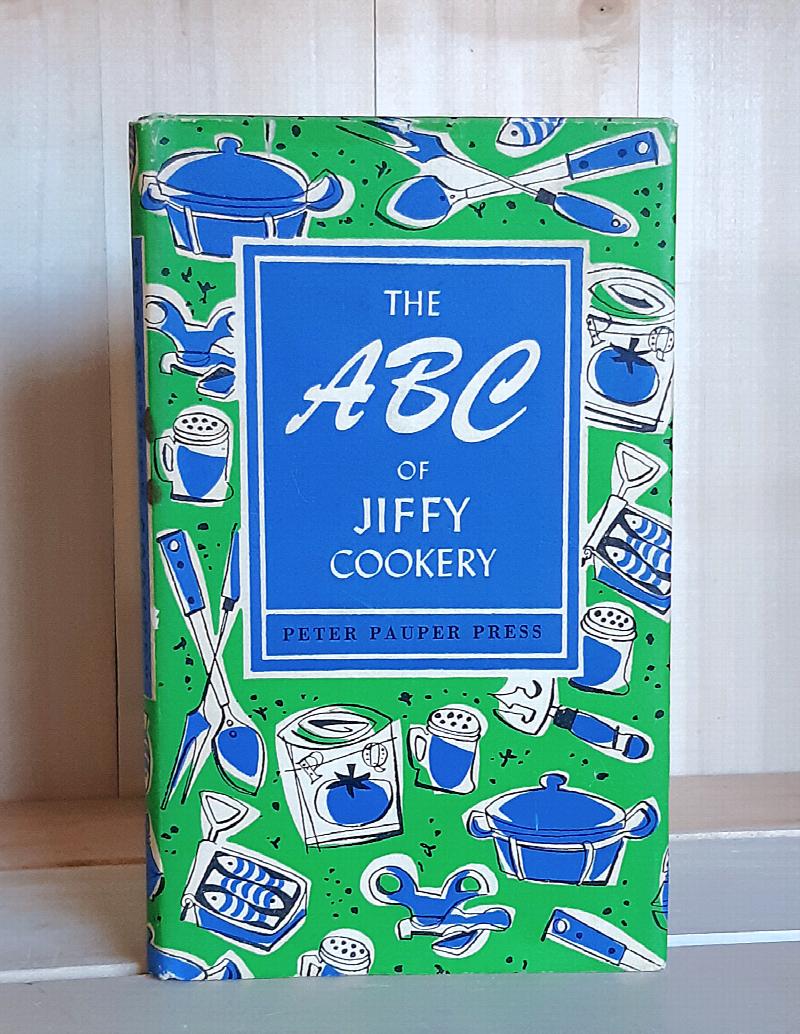 THE
ABC
OF
JIFFY
COOKERY
PETER PAUPER PRESS